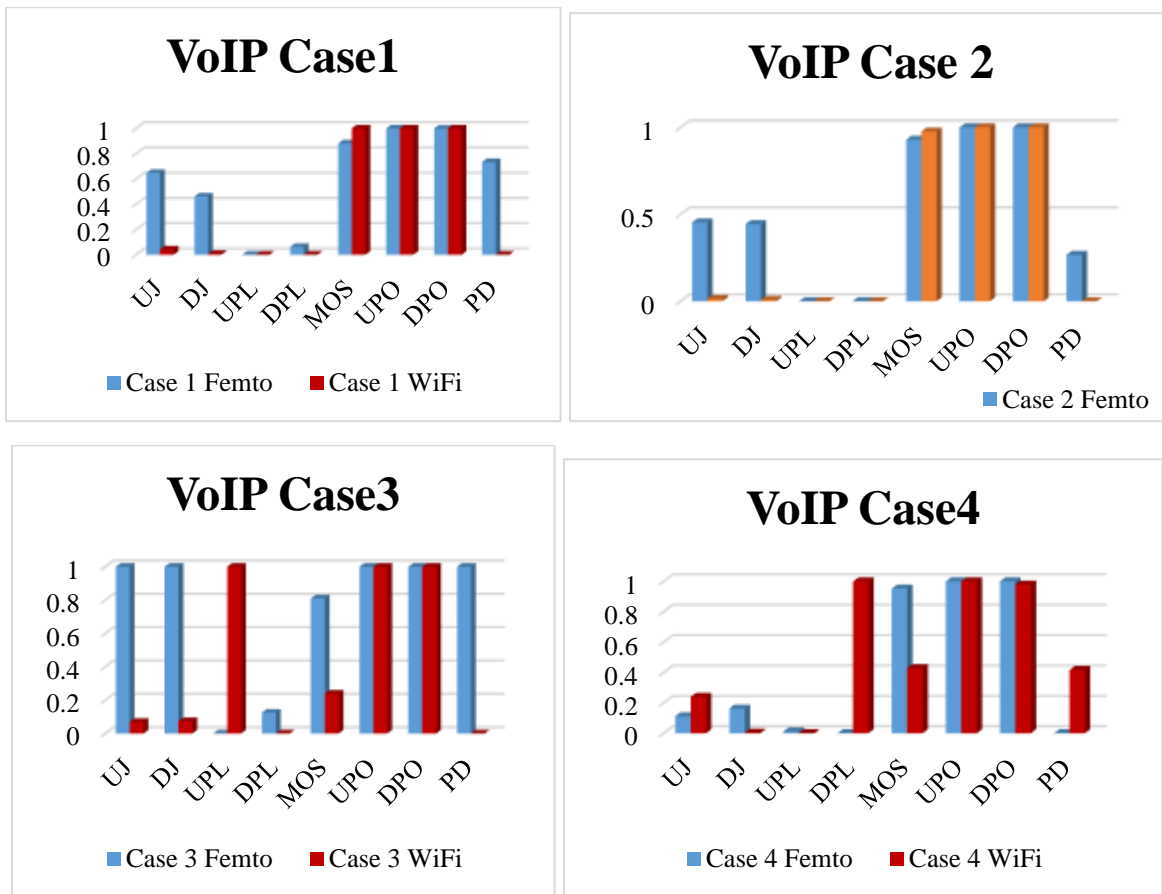 VoIP Case1
1
0.8
0.6
0.4
0.2
0
UJ
DJ
UPL
DPL
MOS
UPO
DPO
PD
Case 1 Femto
Case 1 WiFi
VoIP Case 2
1
0.5
0
UJ
DJ
UPL
DPL
MOS
UPO
DPO
PD
Case 2 Femto
VoIP Case3
1
0.8
0.6
0.4
0.2
0
UJ
DJ
UPL
DPL
MOS
UPO
DPO
PD
Case 3 Femto
Case 3 WiFi
VoIP Case4
1
0.8
0.6
0.4
0.2
0
UJ
DJ
UPL
DPL
MOS
UPO
DPO
PD
Case 4 Femto
Case 4 WiFi